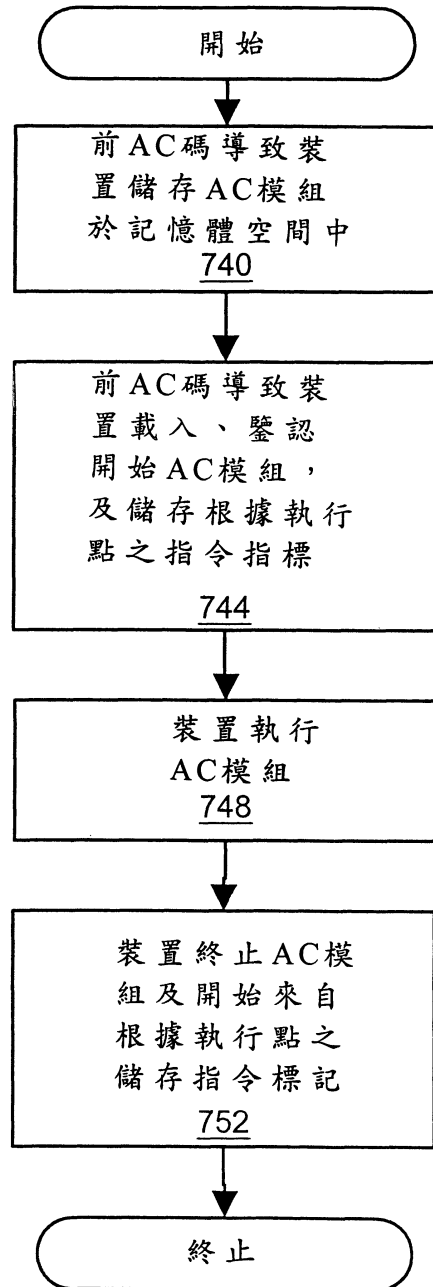 開始
前AC碼導致裝
置儲存AC模組
於記憶體空間中
740
前AC碼導致裝
置載入、鑒認
開始AC模組，
及儲存根據執行
點之指令指標
744
裝置執行
AC模組
748
裝置終止AC模
組及開始來自
根據執行點之
儲存指令標記
752
終止